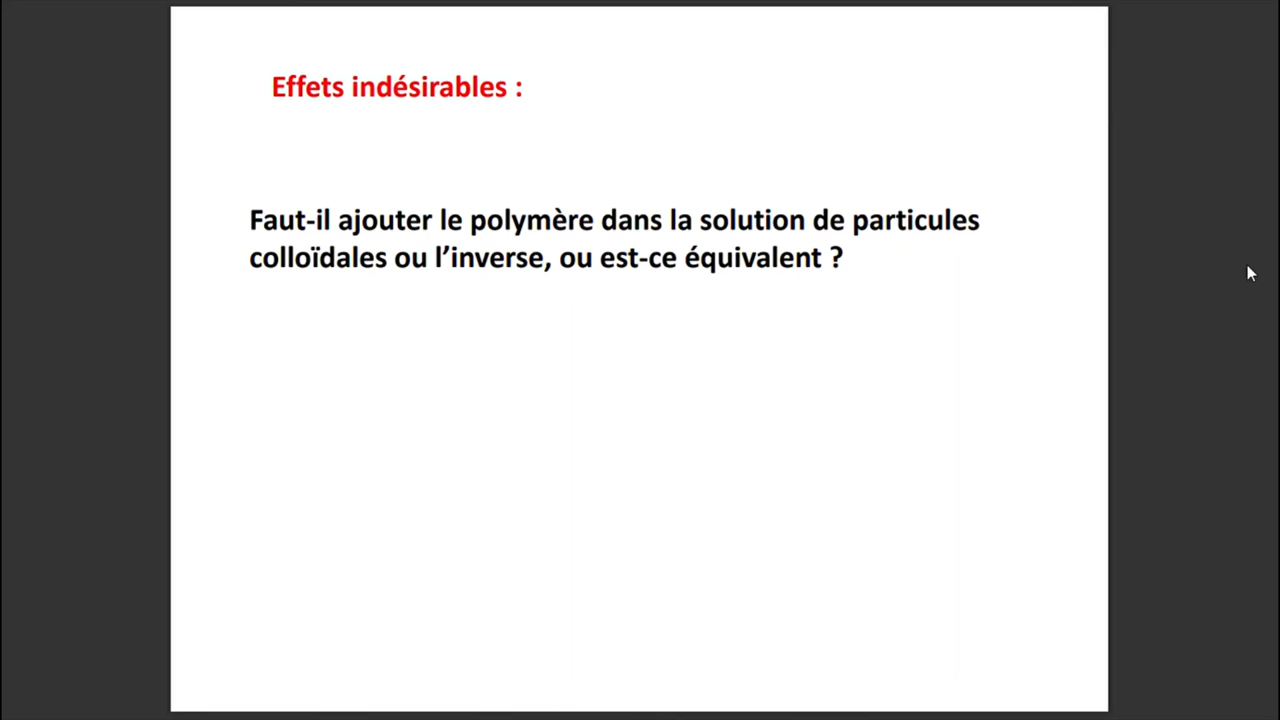 Effets indésirables :
Faut-il ajouter le polymère dans la solution de particules
colloïdales ou l’inverse, ou est-ce équivalent ?